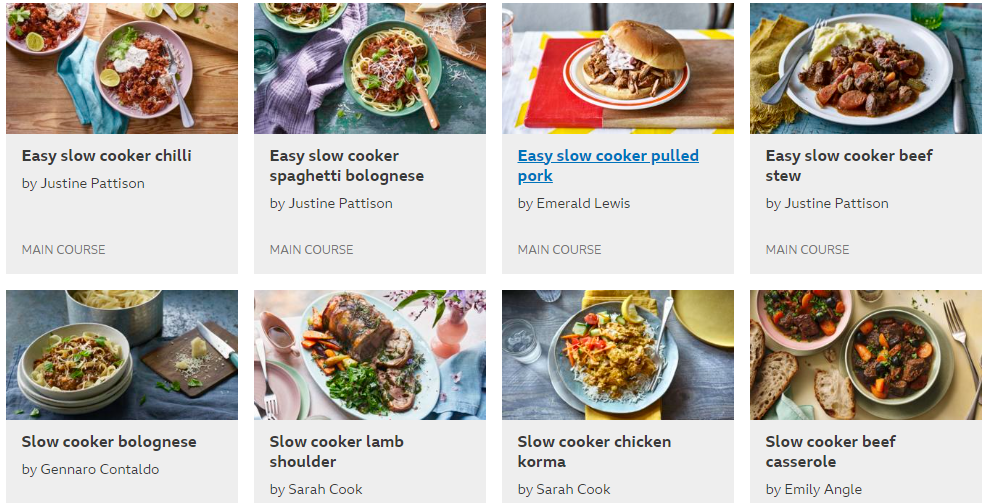 Easy slow cooker chilli
by Justine Pattison
MAIN COURSE
Easy slow cooker
spaghetti bolognese
by Justine Pattison
MAIN COURSE
Easy slow cooker pulled
pork
by Emerald Lewis
MAIN COURSE
Easy slow cooker beef
stew
by Justine Pattison
MAIN COURSE
Slow cooker bolognese
by Gennaro Contaldo
Slow cooker lamb
shoulder
by Sarah Cook
Slow cooker chicken
korma
by Sarah Cook
Slow cooker beef
casserole
by Emily Angle